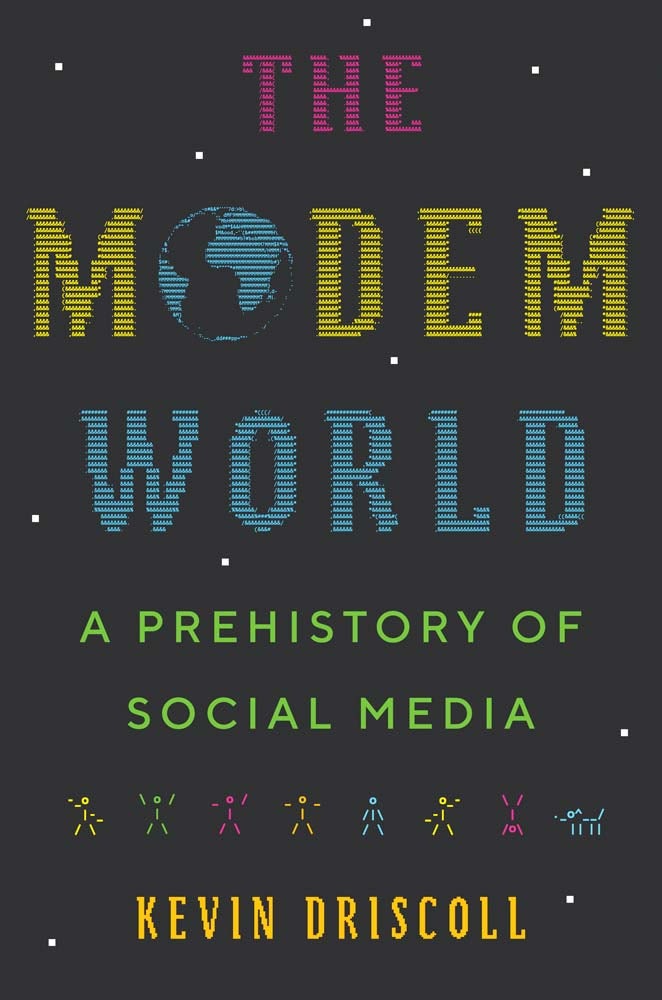 THE
MODEM
WORLD
A PREHISTORY OF
SOCIAL MEDIA
KEVIN DRISCOLL